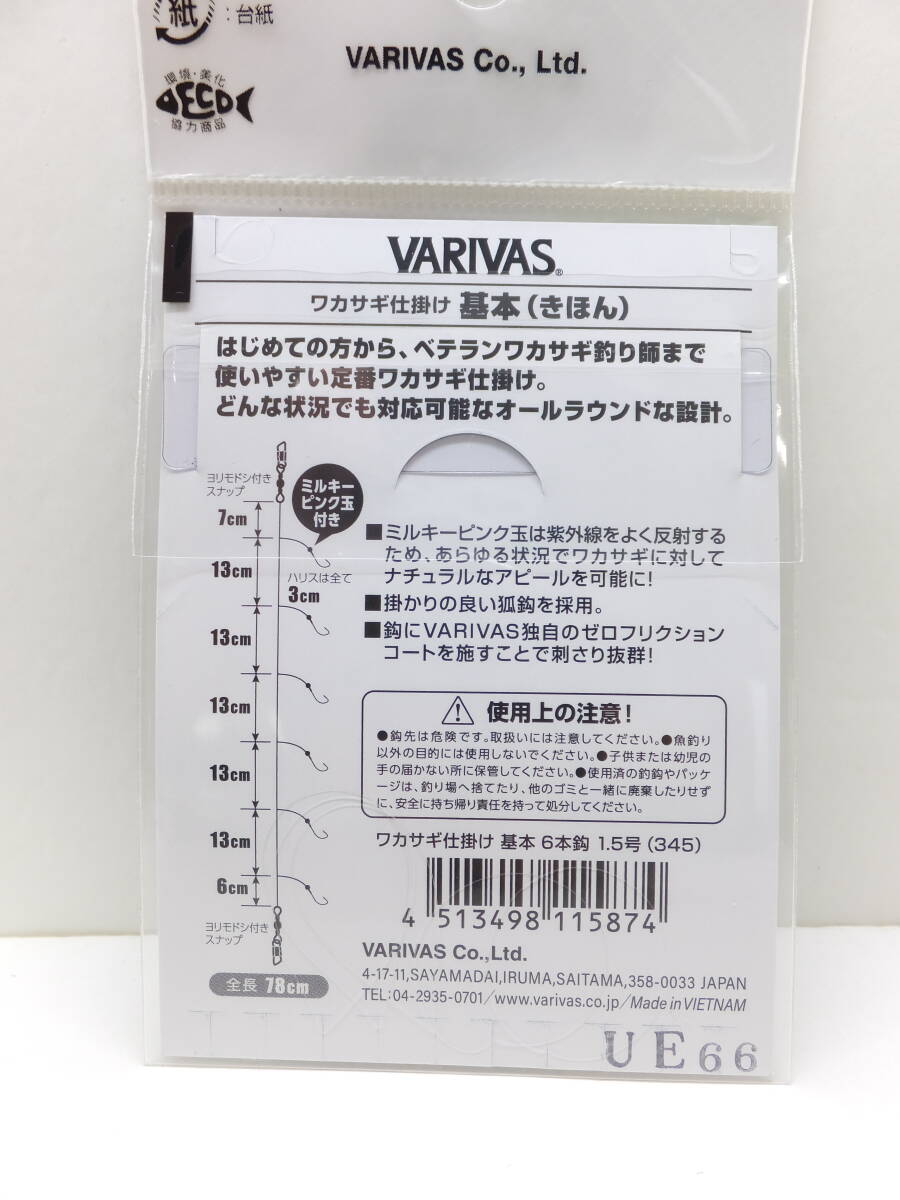 紙
:台紙
VARIVAS Co., Ltd.
環境・美化
ECO
協力商品
VARIVAS®
ワカサギ仕掛け 基本(きほん)
はじめての方から、ベテランワカサギ釣り師まで
使いやすい定番ワカサギ仕掛け。
どんな状況でも対応可能なオールラウンドな設計。
ヨリモドシ付き
スナップ
ミルキー
ピンク玉
付き
7cm
13cm
ハリスは全て
3cm
13cm
13cm
13cm
13cm
6cm
ヨリモドシ付き
スナップ
全長 78cm
■ミルキーピンク玉は紫外線をよく反射する
ため、あらゆる状況でワカサギに対して
ナチュラルなアピールを可能に!
■掛かりの良い狐鈎を採用。
■鈎にVARIVAS独自のゼロフリクション
コートを施すことで刺さり抜群!
使用上の注意!
●鈎先は危険です。取扱いには注意してください。●魚釣り
以外の目的には使用しないでください。●子供または幼児の
手の届かない所に保管してください。●使用済の釣鈎やパッケ
ージは、釣り場へ捨てたり、他のゴミと一緒に廃棄したりせず
に、安全に持ち帰り責任を持って処分してください。
ワカサギ仕掛け 基本 6本鈎 1.5号(345)
4 513498 115874
VARIVAS Co.,Ltd.
4-17-11,SAYAMADAI,IRUMA,SAITAMA,358-0033 JAPAN
TEL:04-2935-0701/www.varivas.co.jp/Made in VIETNAM
UE66